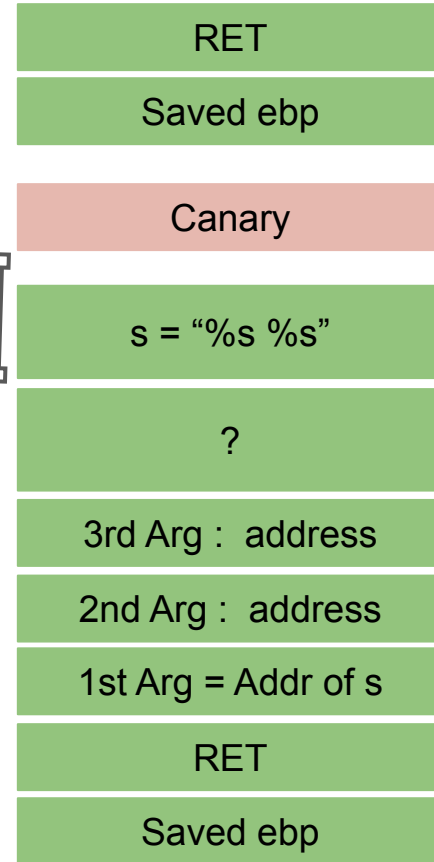 RET
Saved ebp
Canary
s = “%s %s”
?
3rd Arg : address
2nd Arg : address
1st Arg = Addr of s
RET
Saved ebp